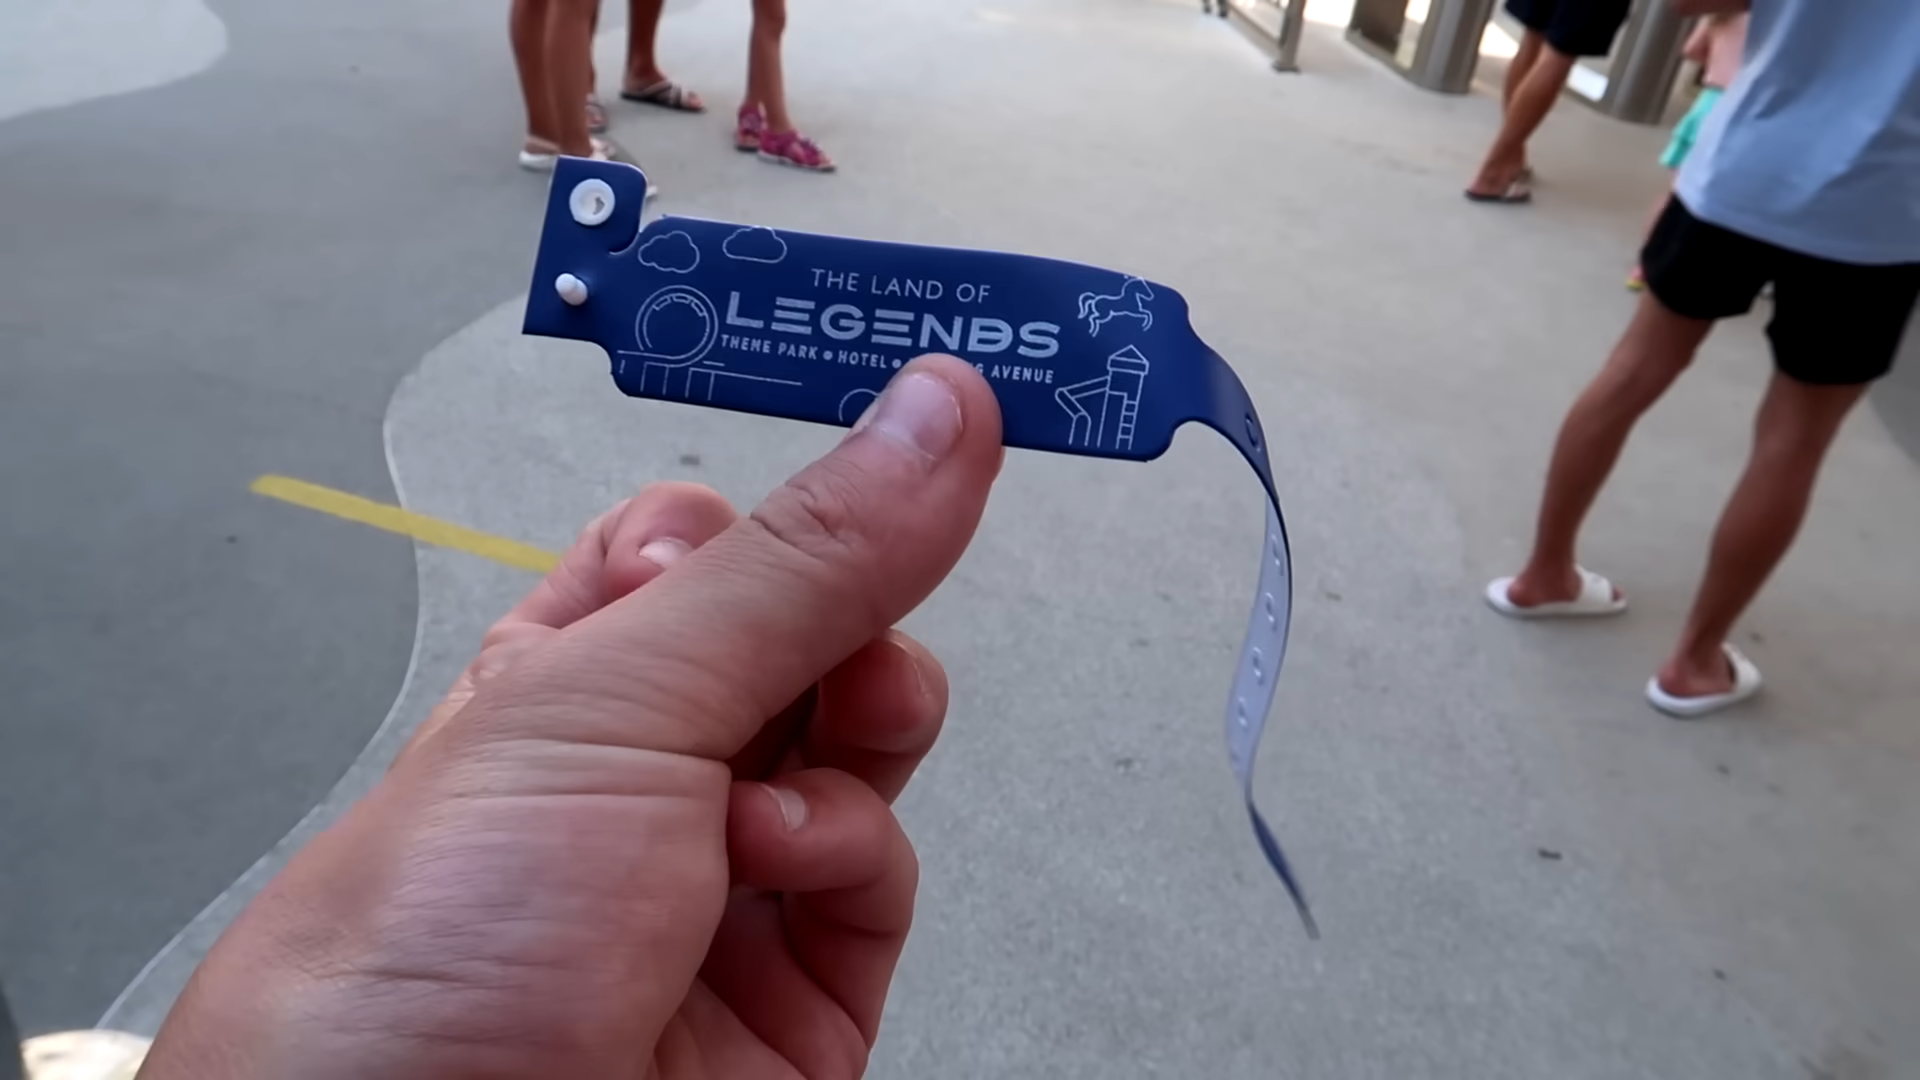 THE LAND OF
LEGENDS
THEME PARK • HOTEL • AVENUE